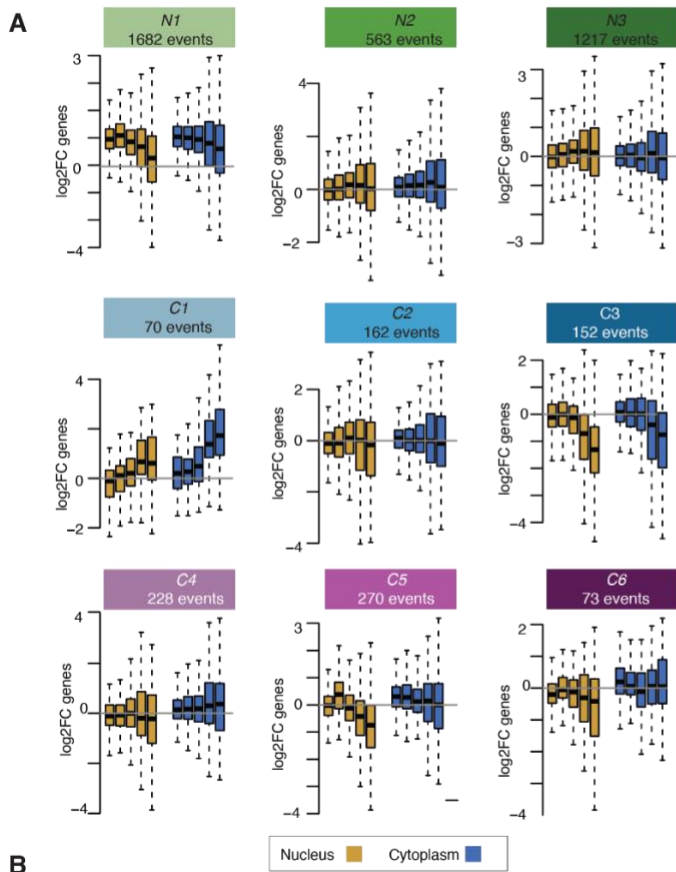 A
N1
1682 events
N2
563 events
N3
1217 events
log2FC genes
3
0
−4
log2FC genes
4
0
−2
log2FC genes
3
0
−3
C1
70 events
C2
162 events
C3
152 events
log2FC genes
4
0
−2
log2FC genes
2
0
−4
log2FC genes
2
0
−4
C4
228 events
C5
270 events
C6
73 events
log2FC genes
4
0
−4
log2FC genes
3
0
−4
log2FC genes
2
0
−4
Nucleus Cytoplasm
B